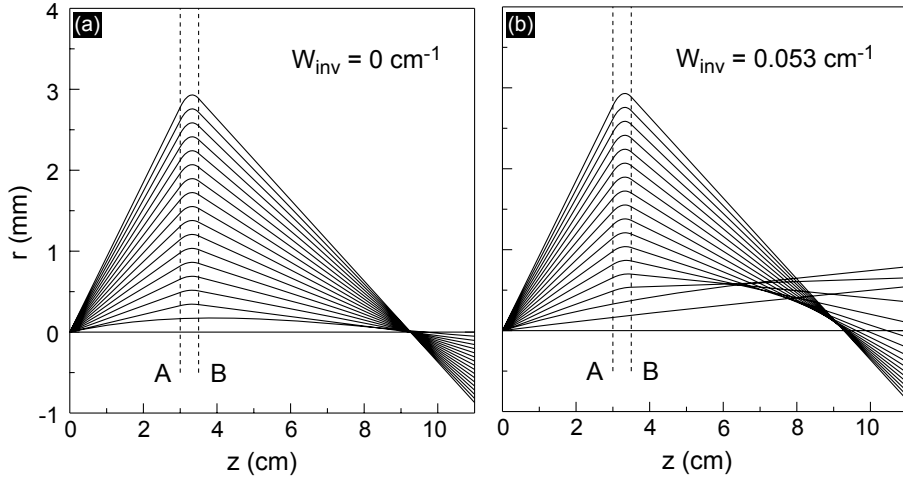 (a)
W_inv = 0 cm⁻¹
4
3
2
1
0
-1
r (mm)
A B
0 2 4 6 8 10
z (cm)
(b)
W_inv = 0.053 cm⁻¹
A B
0 2 4 6 8 10
z (cm)